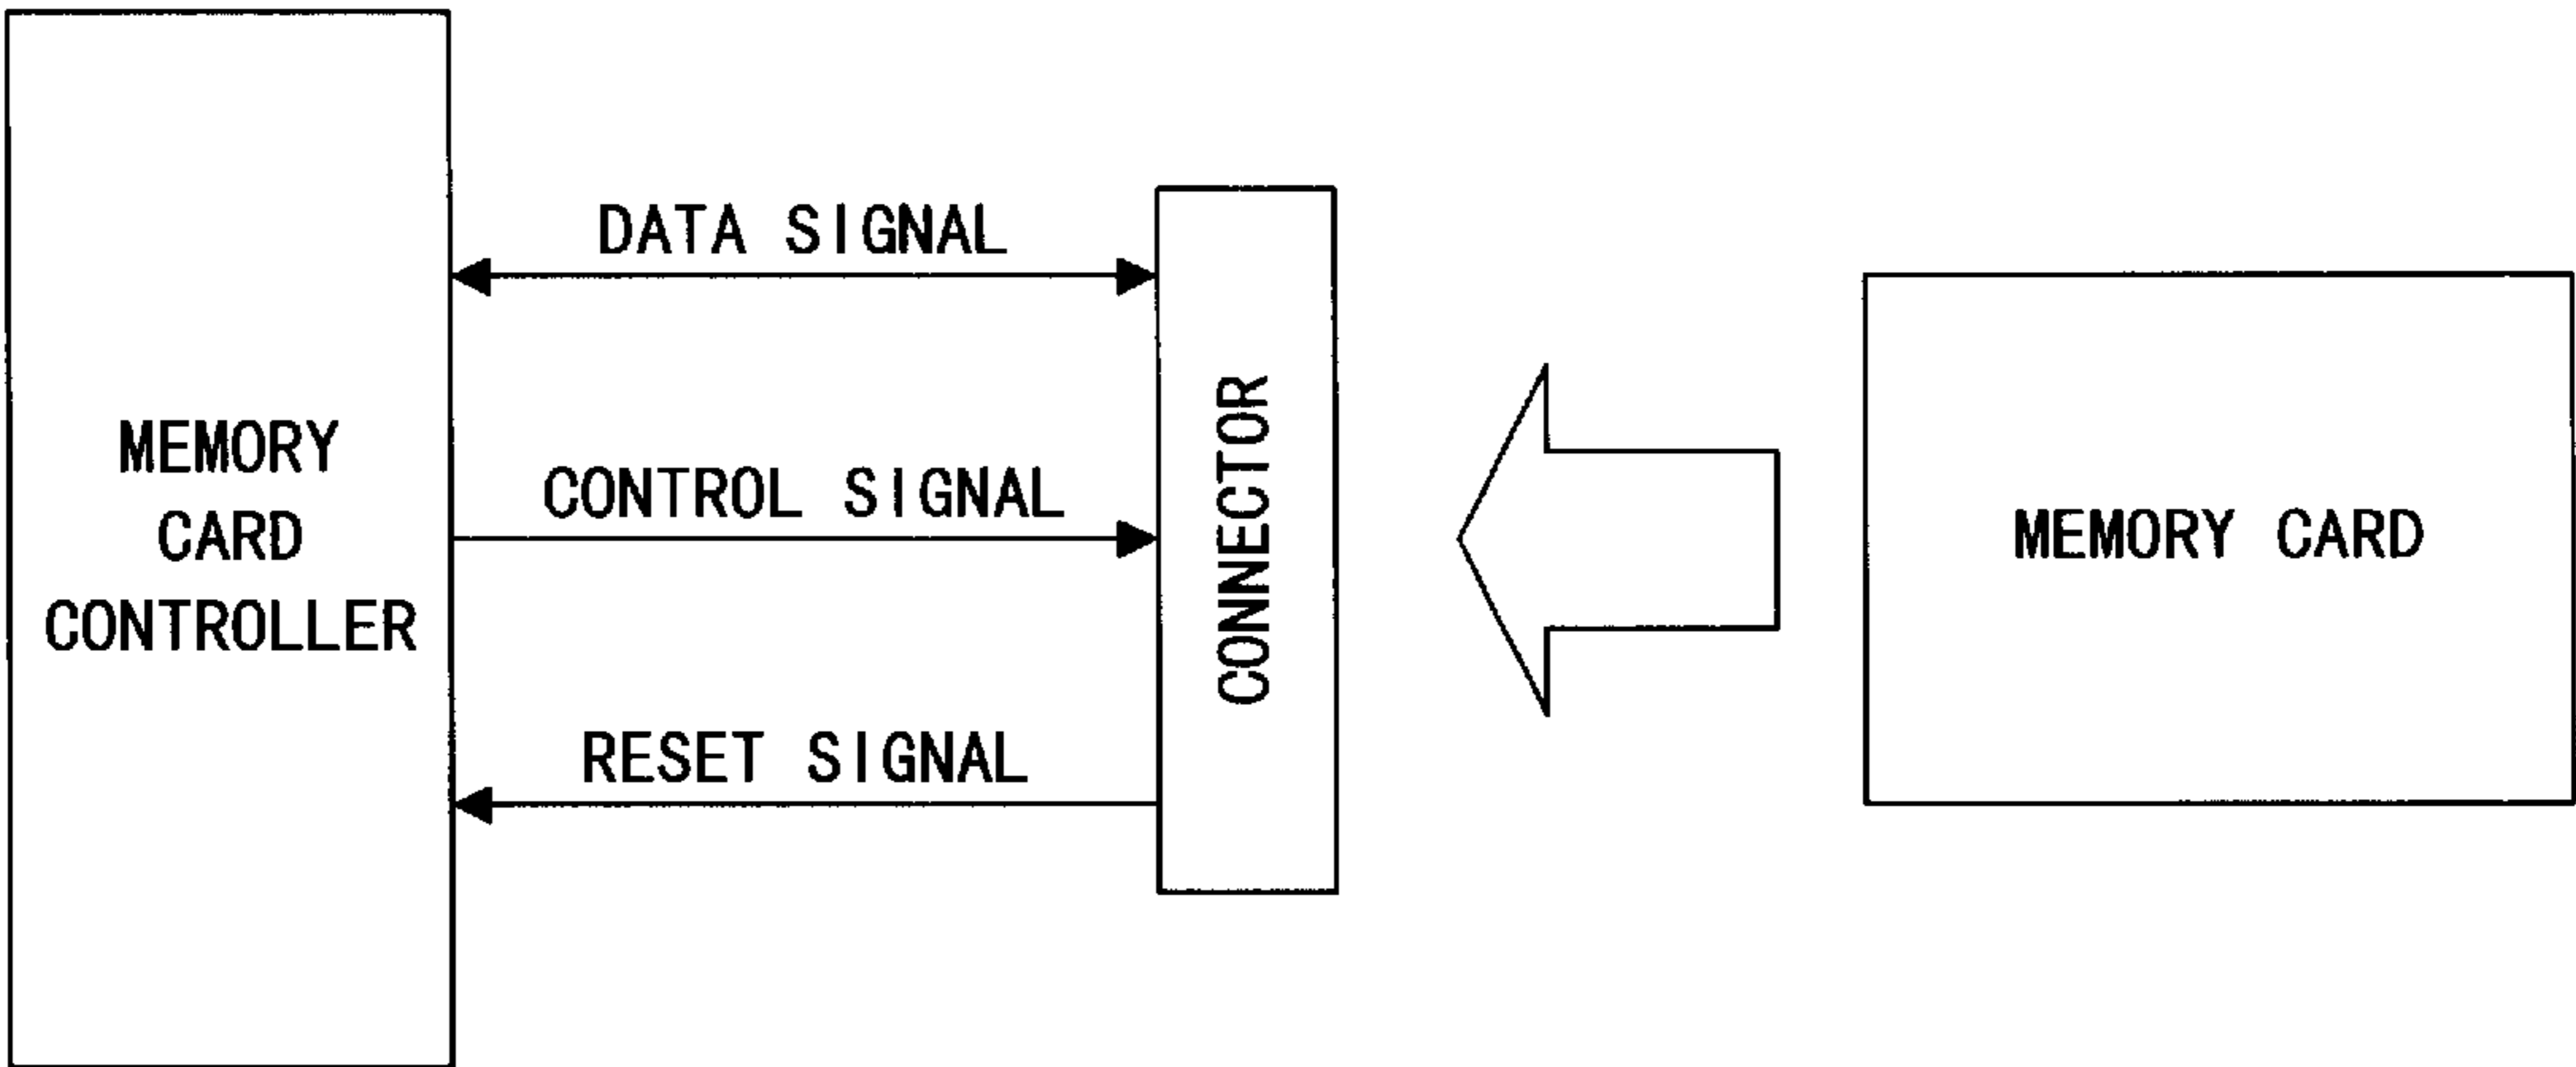 MEMORY
CARD
CONTROLLER
DATA SIGNAL
CONTROL SIGNAL
RESET SIGNAL
CONNECTOR
MEMORY CARD